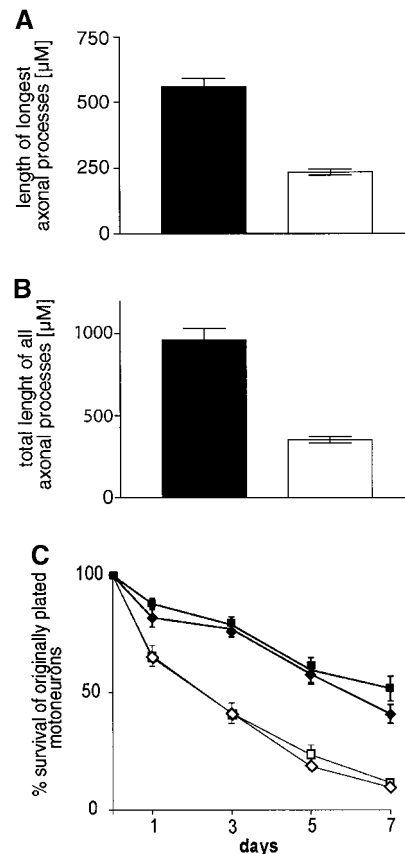 A
length of longest
axonal processes [µM]
750
500
250
0
B
total lenght of all
axonal processes [µM]
1000
500
0
C
% survival of originally plated
motoneurons
100
50
0
1 3 5 7
days